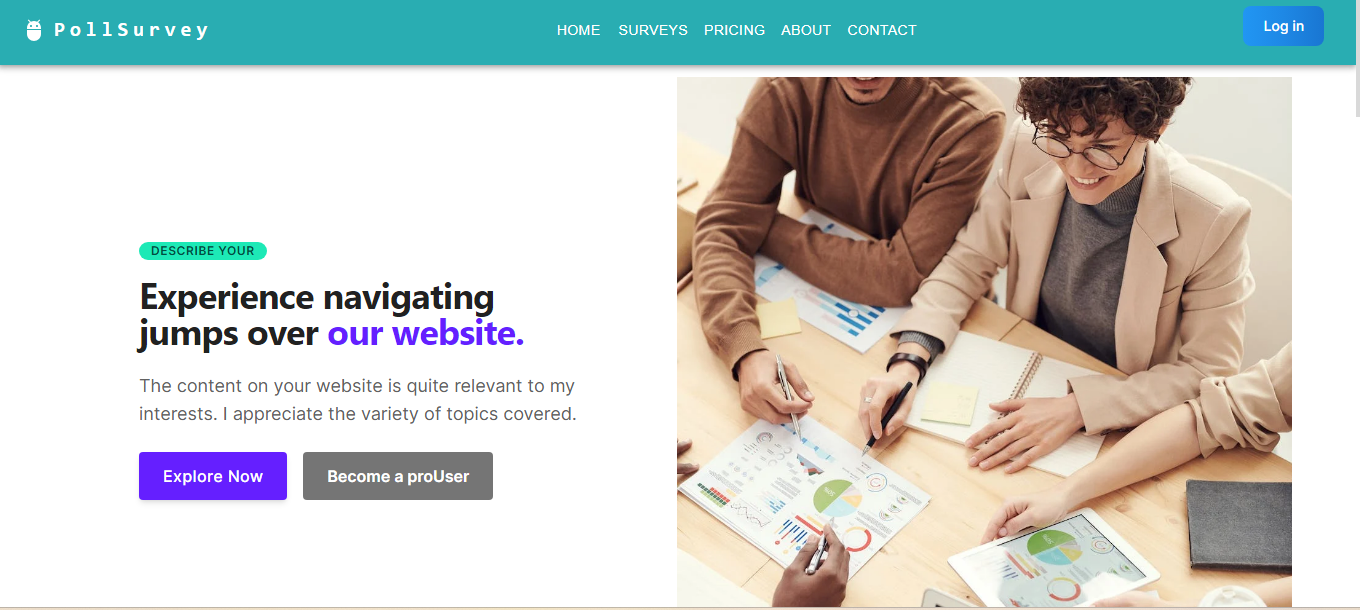 PollSurvey
HOME SURVEYS PRICING ABOUT CONTACT
Log in
DESCRIBE YOUR
Experience navigating
jumps over our website.
The content on your website is quite relevant to my
interests. I appreciate the variety of topics covered.
Explore Now
Become a proUser